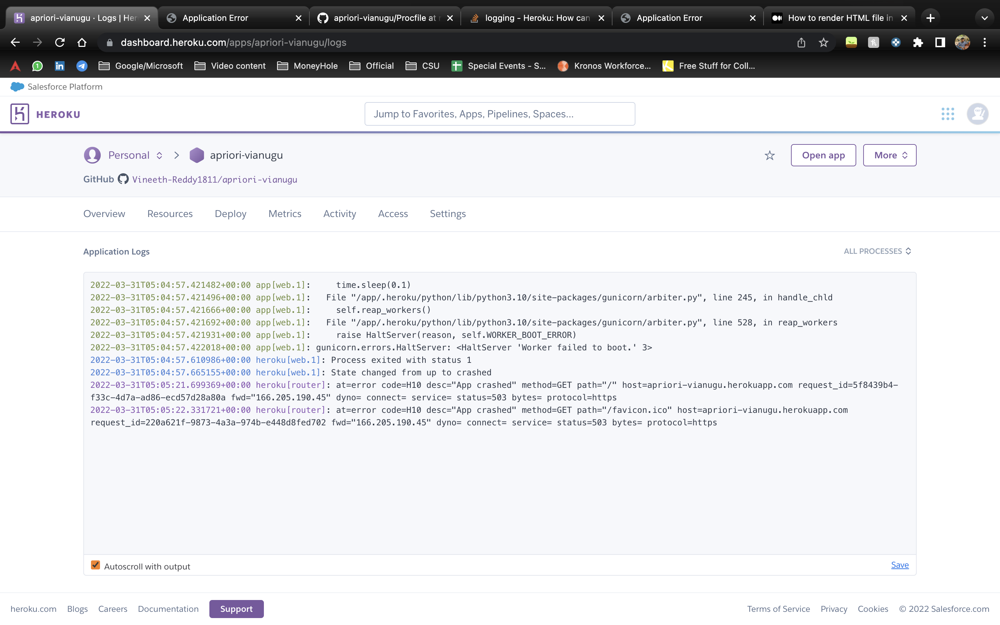 apriori-vianugu · Logs | Her
Application Error
apriori-vianugu/Procfile at
logging - Heroku: How can
Application Error
How to render HTML file in
dashboard.heroku.com/apps/apriori-vianugu/logs
1
Google/Microsoft
Video content
MoneyHole
Official
CSU
Special Events - S...
Kronos Workforce...
Free Stuff for Coll...
Salesforce Platform
HEROKU
Jump to Favorites, Apps, Pipelines, Spaces...
Personal
apriori-vianugu
Open app
More
GitHub Vineeth-Reddy1811/apriori-vianugu
Overview
Resources
Deploy
Metrics
Activity
Access
Settings
Application Logs
ALL PROCESSES
2022-03-31T05:04:57.421482+00:00 app[web.1]:     time.sleep(0.1)
2022-03-31T05:04:57.421496+00:00 app[web.1]:   File "/app/.heroku/python/lib/python3.10/site-packages/gunicorn/arbiter.py", line 245, in handle_chld
2022-03-31T05:04:57.421666+00:00 app[web.1]:     self.reap_workers()
2022-03-31T05:04:57.421692+00:00 app[web.1]:   File "/app/.heroku/python/lib/python3.10/site-packages/gunicorn/arbiter.py", line 528, in reap_workers
2022-03-31T05:04:57.421931+00:00 app[web.1]:     raise HaltServer(reason, self.WORKER_BOOT_ERROR)
2022-03-31T05:04:57.422018+00:00 app[web.1]: gunicorn.errors.HaltServer: <HaltServer 'Worker failed to boot.' 3>
2022-03-31T05:04:57.610986+00:00 heroku[web.1]: Process exited with status 1
2022-03-31T05:04:57.665155+00:00 heroku[web.1]: State changed from up to crashed
2022-03-31T05:05:21.699369+00:00 heroku[router]: at=error code=H10 desc="App crashed" method=GET path="/" host=apriori-vianugu.herokuapp.com request_id=5f8439b4-
f33c-4d7a-ad86-ecd57d28a80a fwd="166.205.190.45" dyno= connect= service= status=503 bytes= protocol=https
2022-03-31T05:05:22.331721+00:00 heroku[router]: at=error code=H10 desc="App crashed" method=GET path="/favicon.ico" host=apriori-vianugu.herokuapp.com
request_id=220a621f-9873-4a3a-974b-e448d8fed702 fwd="166.205.190.45" dyno= connect= service= status=503 bytes= protocol=https
Autoscroll with output
Save
heroku.com
Blogs
Careers
Documentation
Support
Terms of Service
Privacy
Cookies
© 2022 Salesforce.com